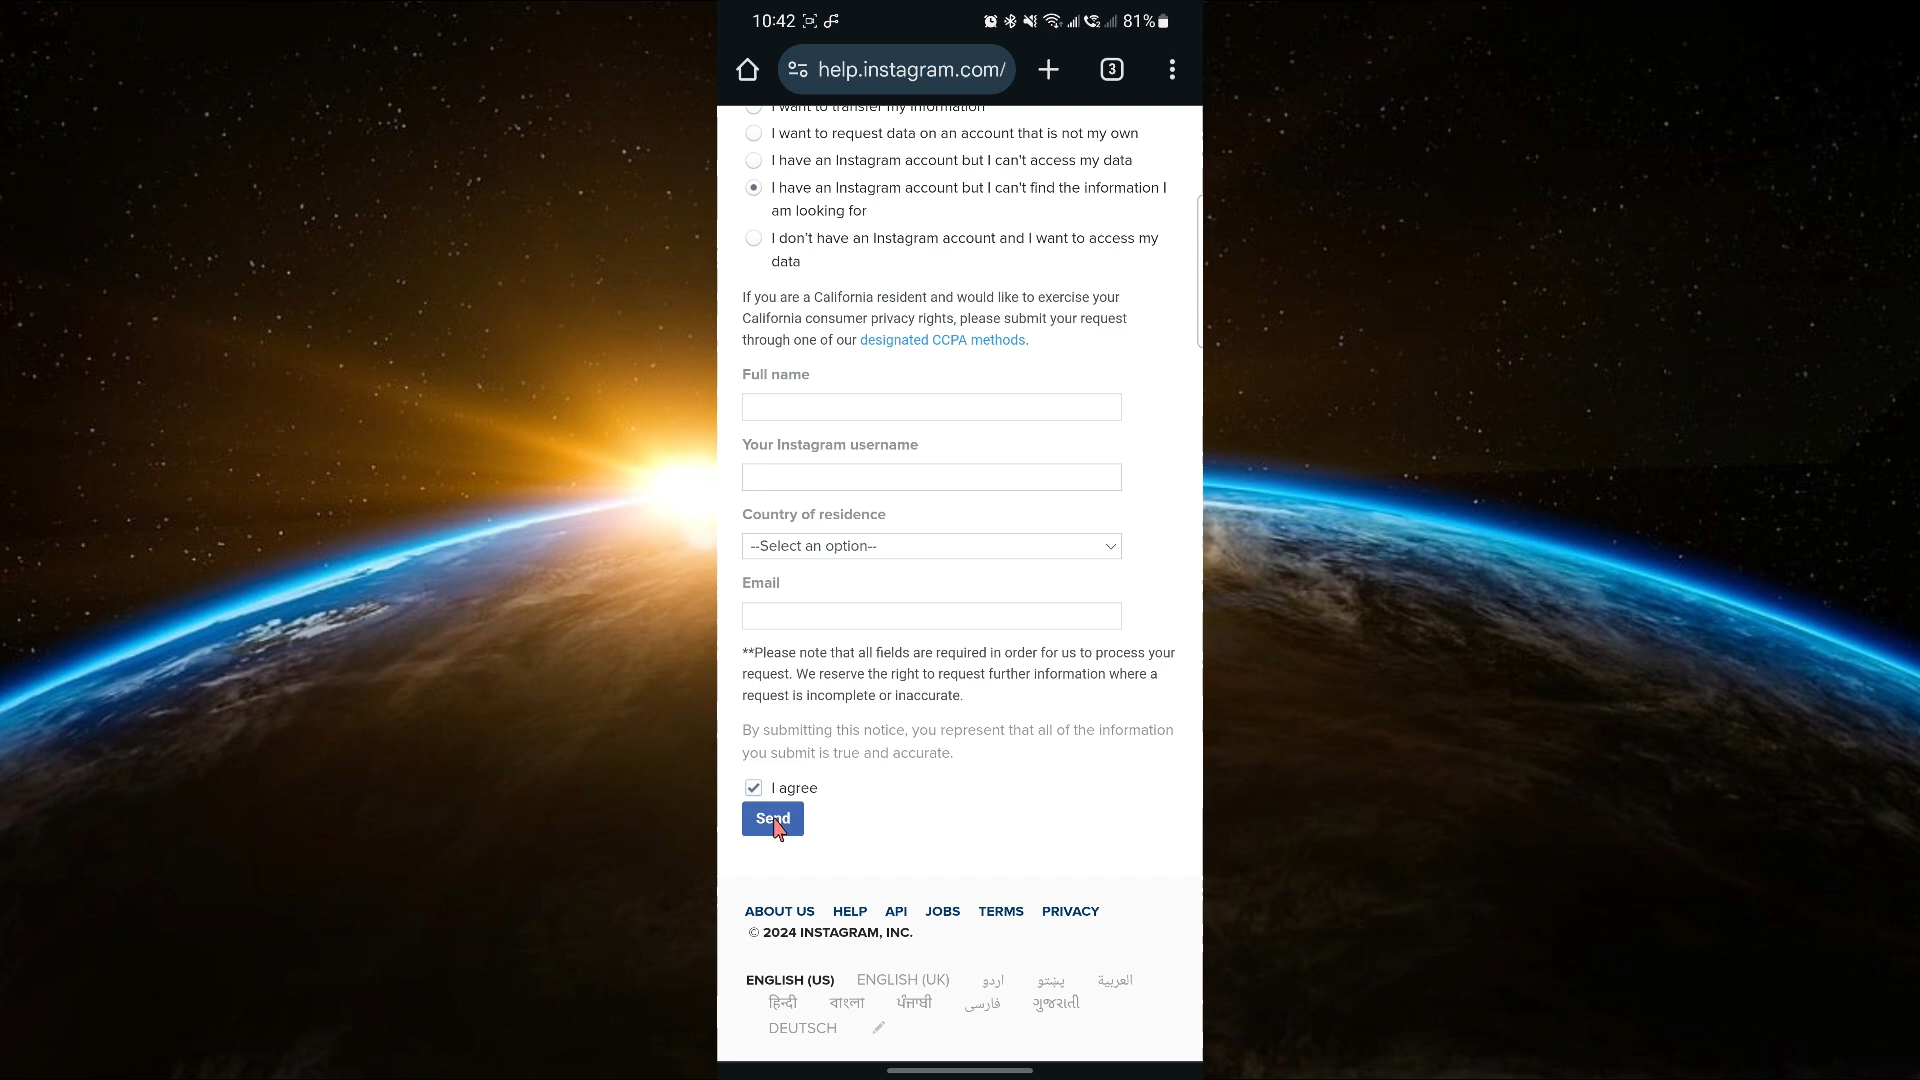 10:42 81%
help.instagram.com/ 3
I want to transfer my information
I want to request data on an account that is not my own
I have an Instagram account but I can't access my data
I have an Instagram account but I can't find the information I
am looking for
I don't have an Instagram account and I want to access my
data
If you are a California resident and would like to exercise your
California consumer privacy rights, please submit your request
through one of our designated CCPA methods.
Full name
Your Instagram username
Country of residence
--Select an option--
Email
**Please note that all fields are required in order for us to process your
request. We reserve the right to request further information where a
request is incomplete or inaccurate.
By submitting this notice, you represent that all of the information
you submit is true and accurate.
I agree
Send
ABOUT US HELP API JOBS TERMS PRIVACY
© 2024 INSTAGRAM, INC.
ENGLISH (US) ENGLISH (UK) اردو پښتو العربية
हिन्दी বাংলা ਪੰਜਾਬੀ فارسی ગુજરાતી
DEUTSCH